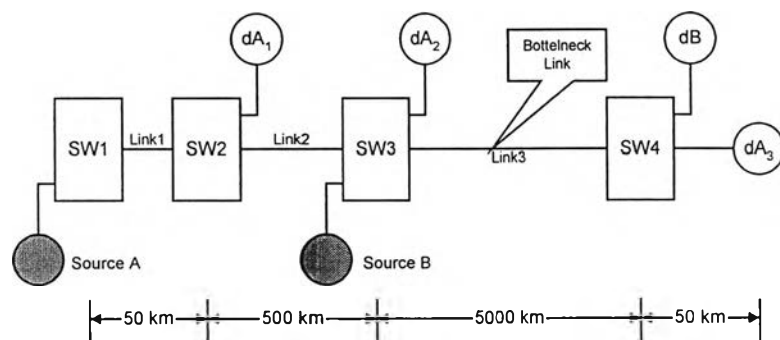 dA1
dA2
Bottelneck
Link
dB
SW1
Link1
SW2
Link2
SW3
Link3
SW4
dA3
Source A
Source B
50 km
500 km
5000 km
50 km